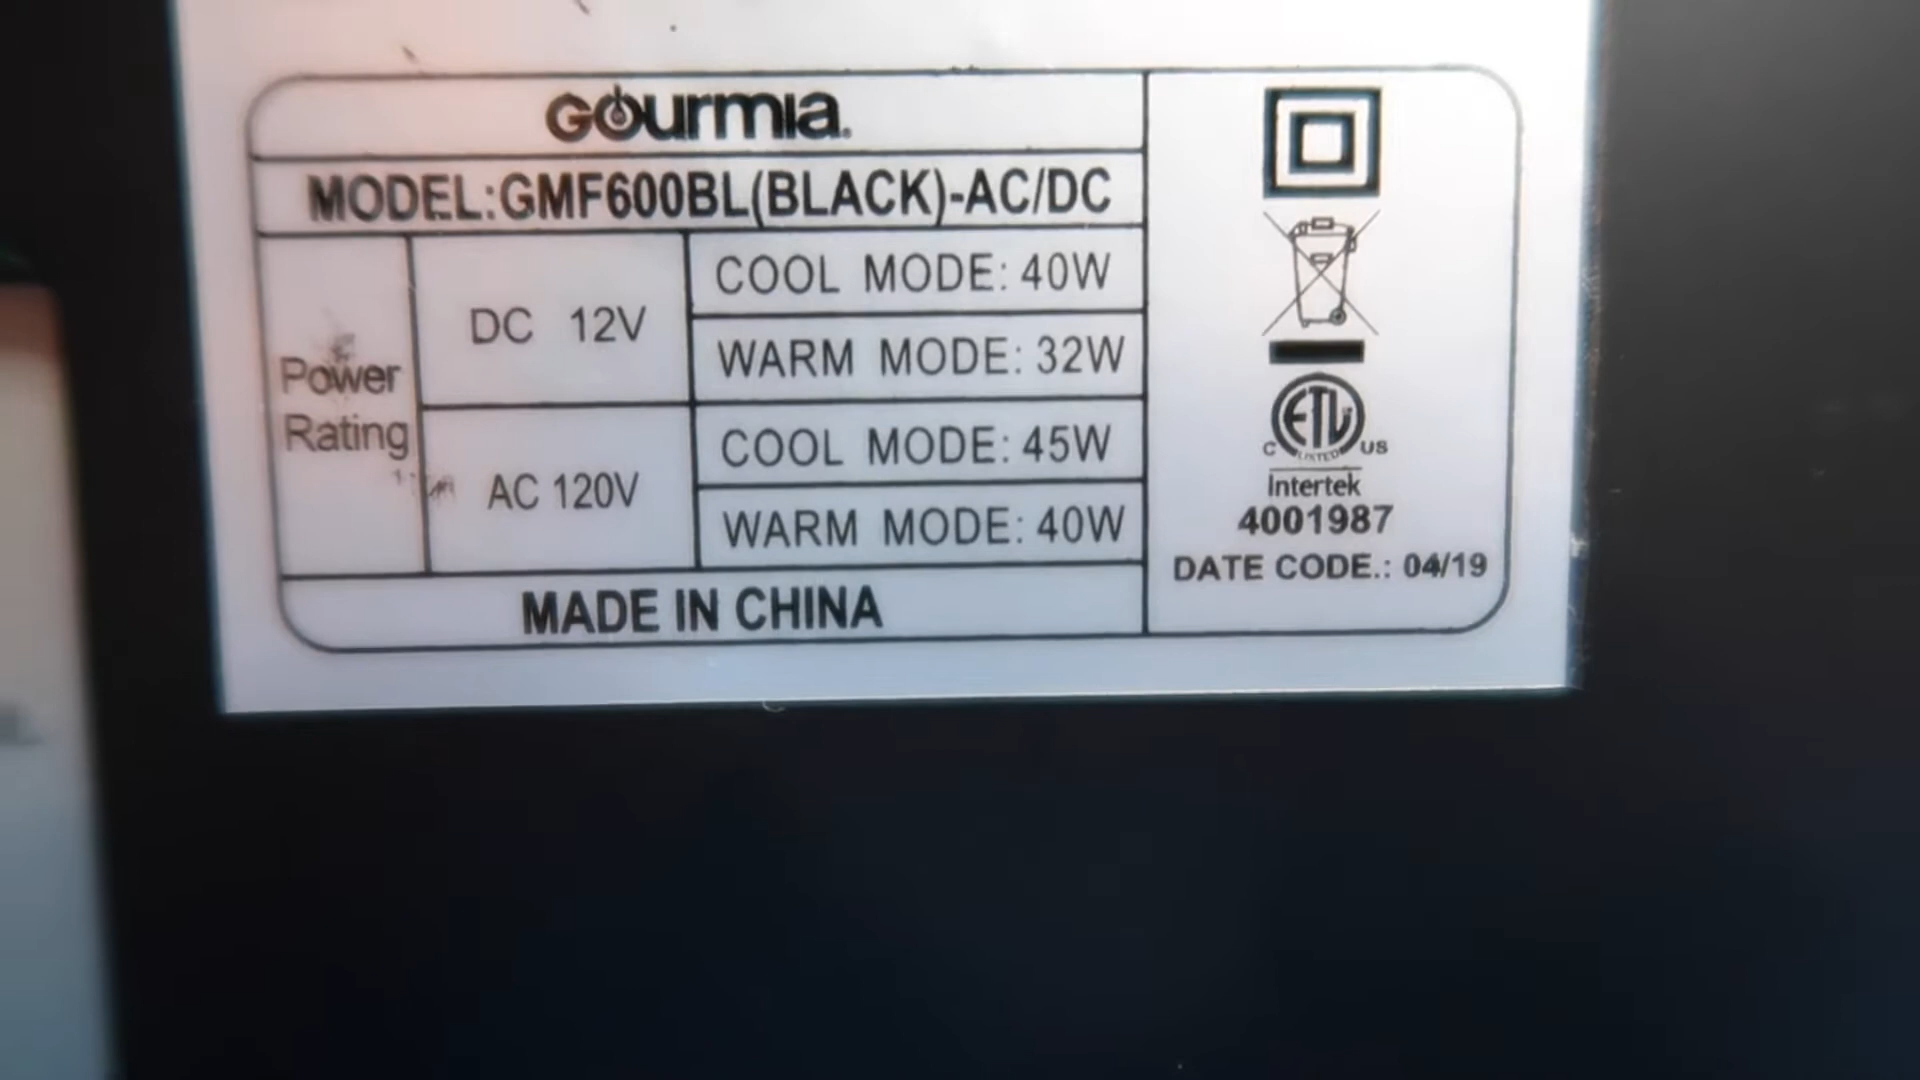 Gourmia.
MODEL:GMF600BL(BLACK)-AC/DC
Power
Rating
DC 12V
COOL MODE: 40W
WARM MODE: 32W
AC 120V
COOL MODE: 45W
WARM MODE: 40W
MADE IN CHINA
ETL
C LISTED US
Intertek
4001987
DATE CODE.: 04/19